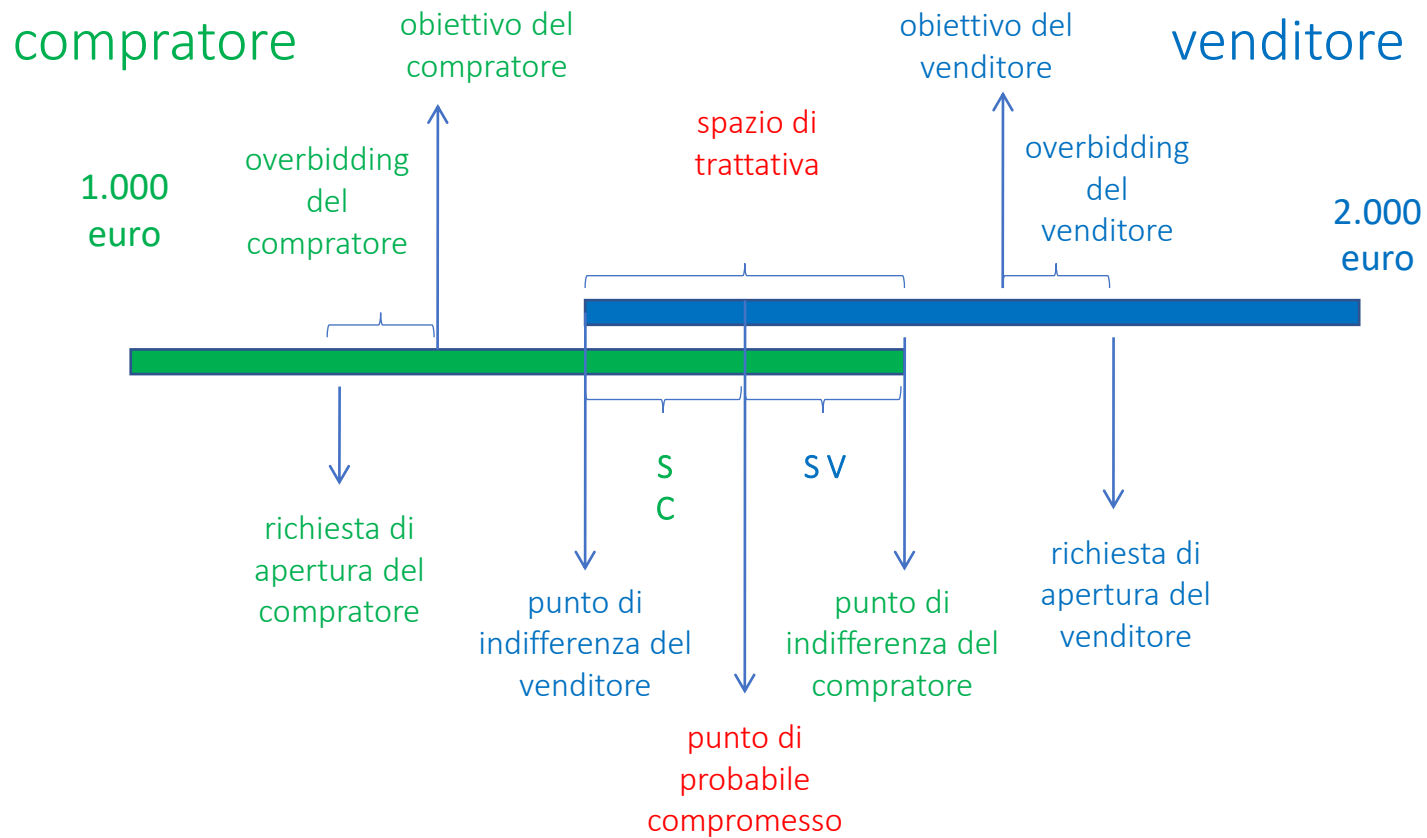 compratore
obiettivo del
compratore
obiettivo del
venditore
venditore
spazio di
trattativa
overbidding
del
compratore
overbidding
del
venditore
1.000
euro
2.000
euro
S
C
S V
richiesta di
apertura del
compratore
punto di
indifferenza del
venditore
punto di
indifferenza del
compratore
richiesta di
apertura del
venditore
punto di
probabile
compromesso